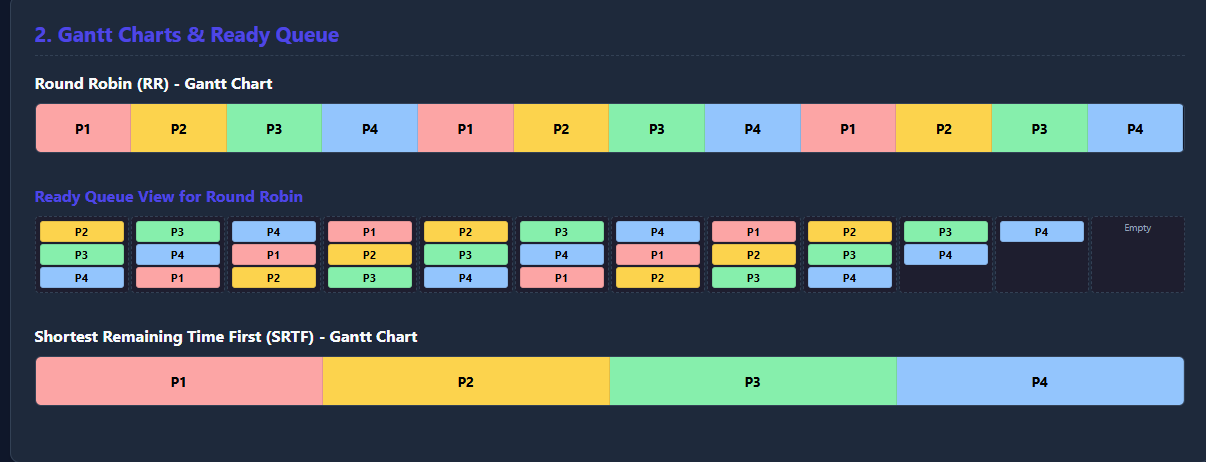 2. Gantt Charts & Ready Queue
Round Robin (RR) - Gantt Chart
P1 P2 P3 P4 P1 P2 P3 P4 P1 P2 P3 P4
Ready Queue View for Round Robin
P2 P3 P4 P1 P2 P3 P4 P1 P2 P3 P4 Empty
P3 P4 P1 P2 P3 P4 P1 P2 P3 P4
P4 P1 P2 P3 P4 P1 P2 P3 P4
Shortest Remaining Time First (SRTF) - Gantt Chart
P1 P2 P3 P4